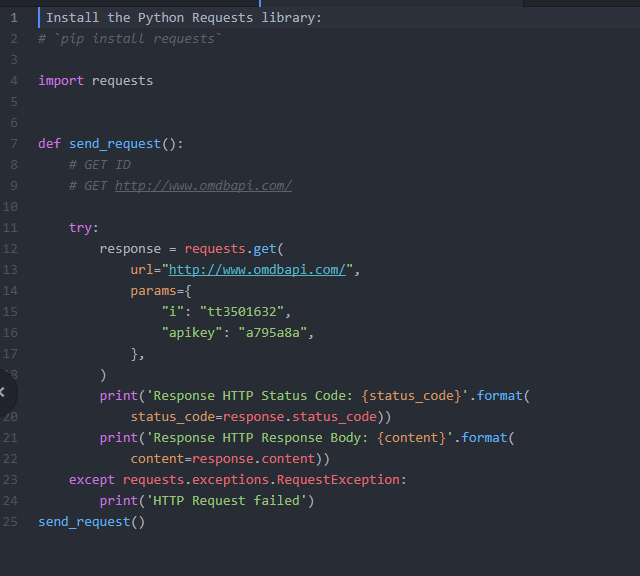 1 Install the Python Requests library:
2 # `pip install requests`
3
4 import requests
5
6
7 def send_request():
8     # GET ID
9     # GET http://www.omdbapi.com/
10
11     try:
12         response = requests.get(
13             url="http://www.omdbapi.com/",
14             params={
15                 "i": "tt3501632",
16                 "apikey": "a795a8a",
17             },
18         )
    print('Response HTTP Status Code: {status_code}'.format(
20             status_code=response.status_code))
21         print('Response HTTP Response Body: {content}'.format(
22             content=response.content))
23     except requests.exceptions.RequestException:
24         print('HTTP Request failed')
25 send_request()